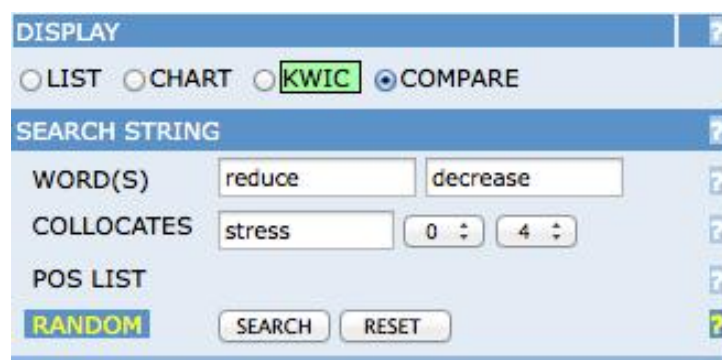 DISPLAY ?
LIST CHART KWIC COMPARE
SEARCH STRING ?
WORD(S) reduce decrease ?
COLLOCATES stress 0 4 ?
POS LIST ?
RANDOM SEARCH RESET ?